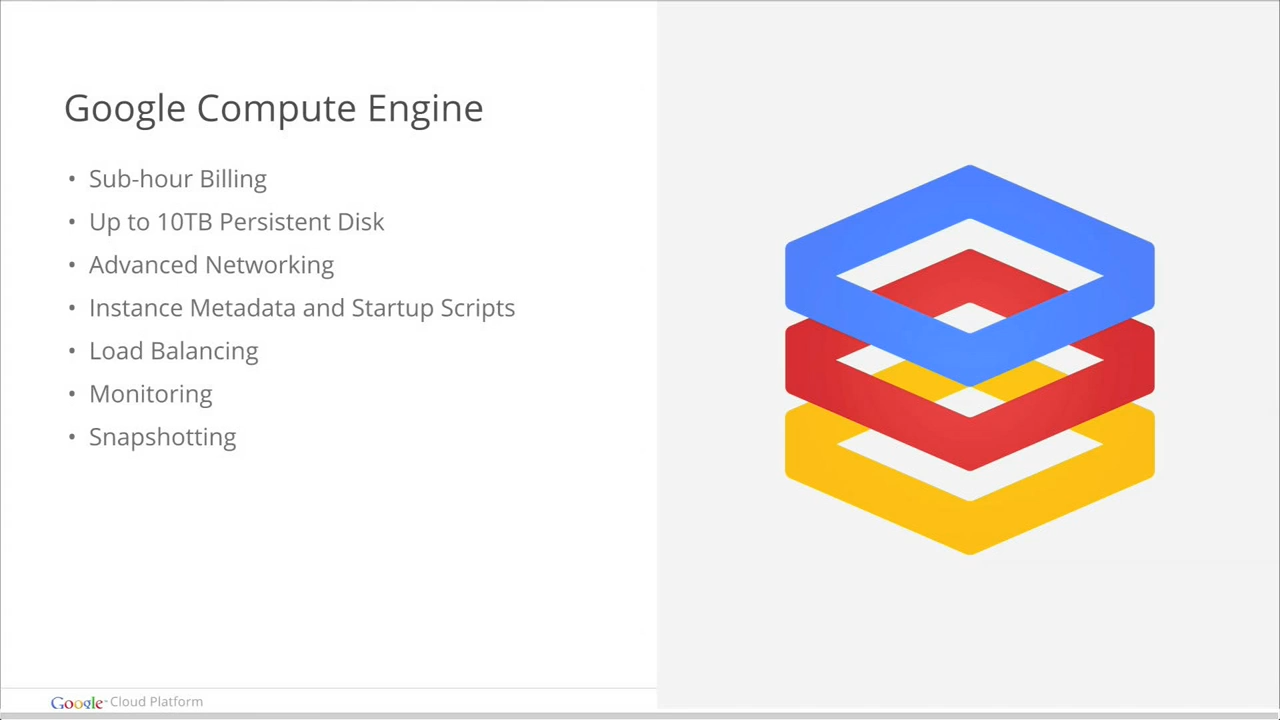 Google Compute Engine
• Sub-hour Billing
• Up to 10TB Persistent Disk
• Advanced Networking
• Instance Metadata and Startup Scripts
• Load Balancing
• Monitoring
• Snapshotting
Google Cloud Platform